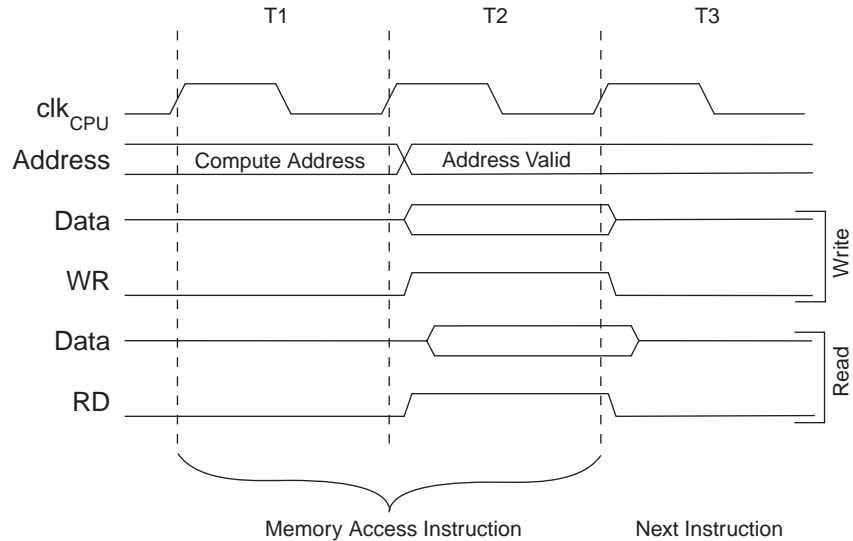 T1 T2 T3
clkCPU
Address Compute Address Address Valid
Data
WR
Write
Data
RD
Read
Memory Access Instruction Next Instruction